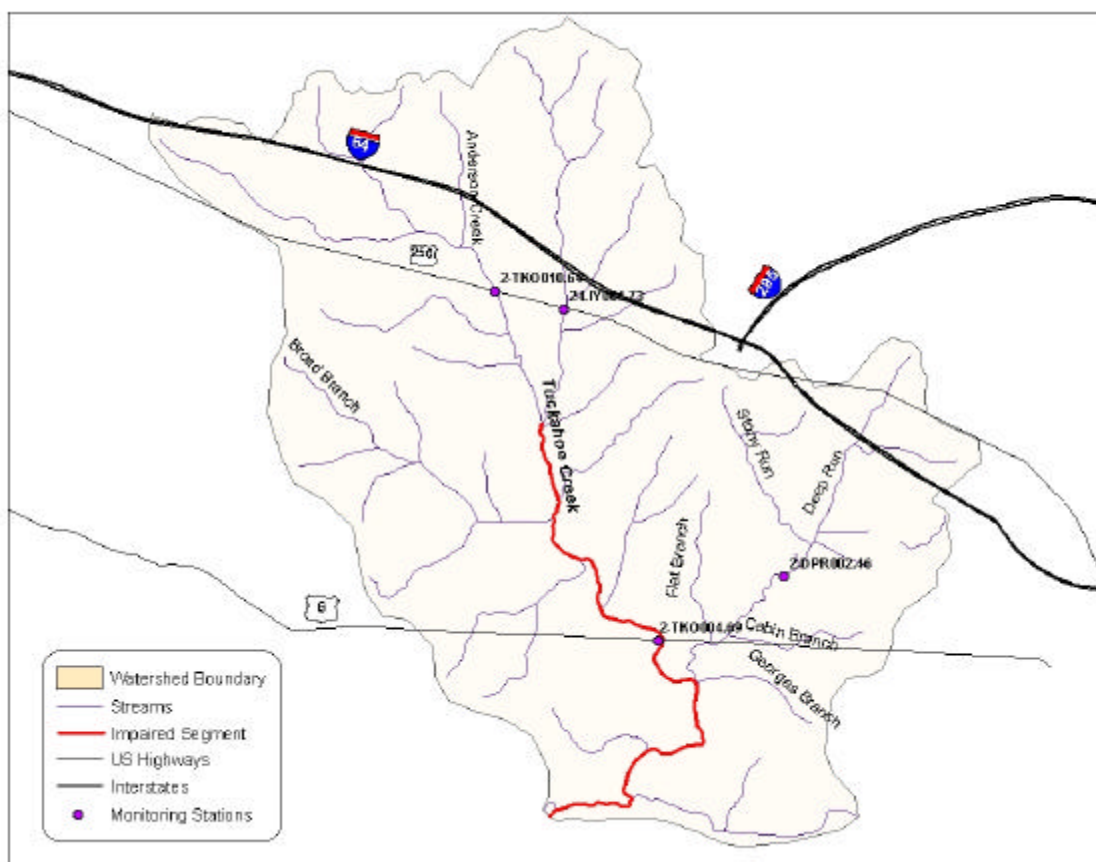 64
Anderson Creek
250
2-TKO010.64
295
Broad Branch
Tuckahoe Creek
Stony Run
Deep Run
Flat Branch
2-DPR002.46
6
2-TKO004.69
Cabin Branch
Georges Branch
Watershed Boundary
Streams
Impaired Segment
US Highways
Interstates
Monitoring Stations